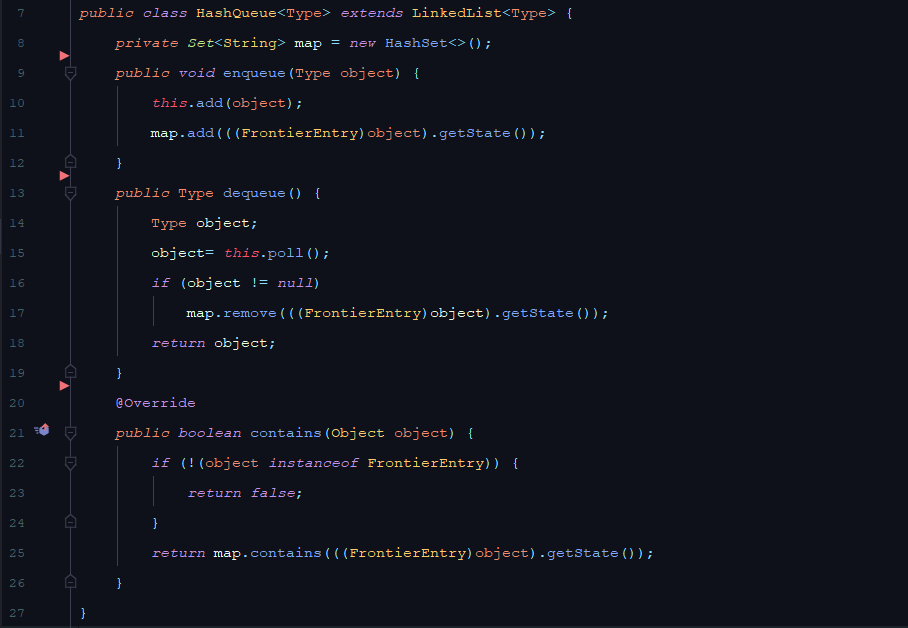 7 public class HashQueue<Type> extends LinkedList<Type> {
8 private Set<String> map = new HashSet<>();
9 public void enqueue(Type object) {
10 this.add(object);
11 map.add(((FrontierEntry)object).getState());
12 }
13 public Type dequeue() {
14 Type object;
15 object= this.poll();
16 if (object != null)
17 map.remove(((FrontierEntry)object).getState());
18 return object;
19 }
20 @Override
21 public boolean contains(Object object) {
22 if (!(object instanceof FrontierEntry)) {
23 return false;
24 }
25 return map.contains(((FrontierEntry)object).getState());
26 }
27 }